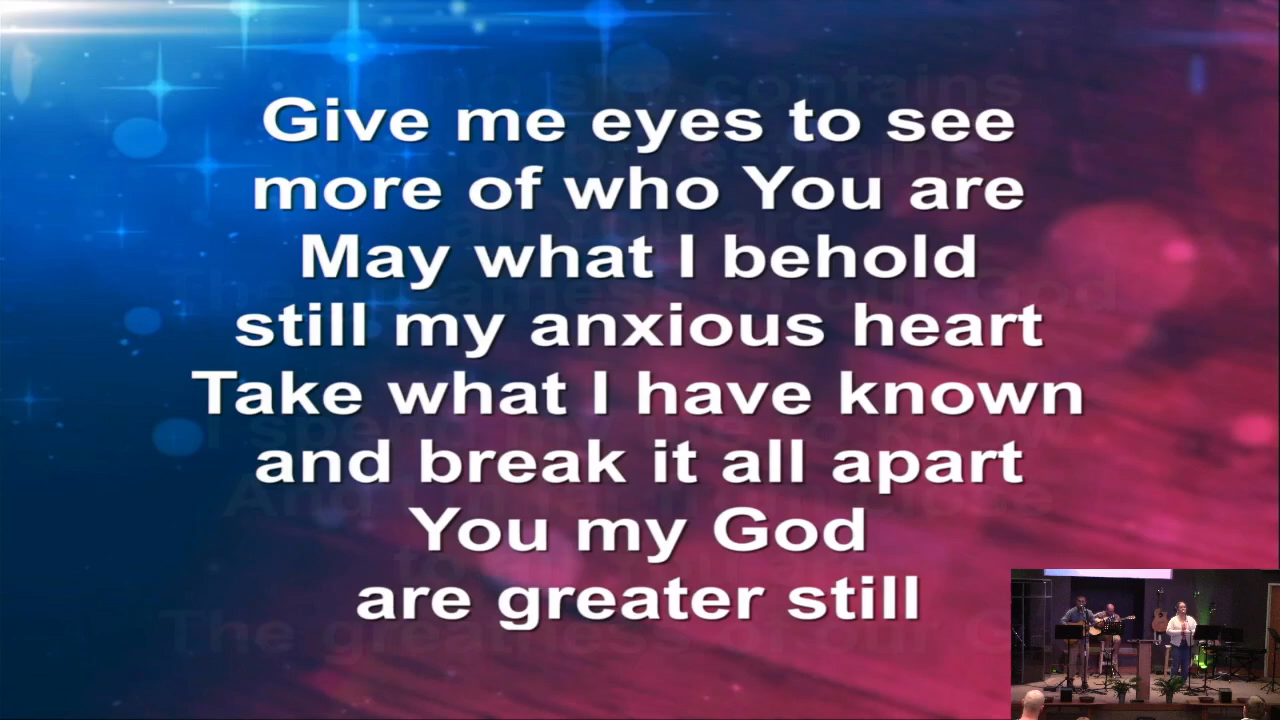 Give me eyes to see
more of who You are
May what I behold
still my anxious heart
Take what I have known
and break it all apart
You my God
are greater still